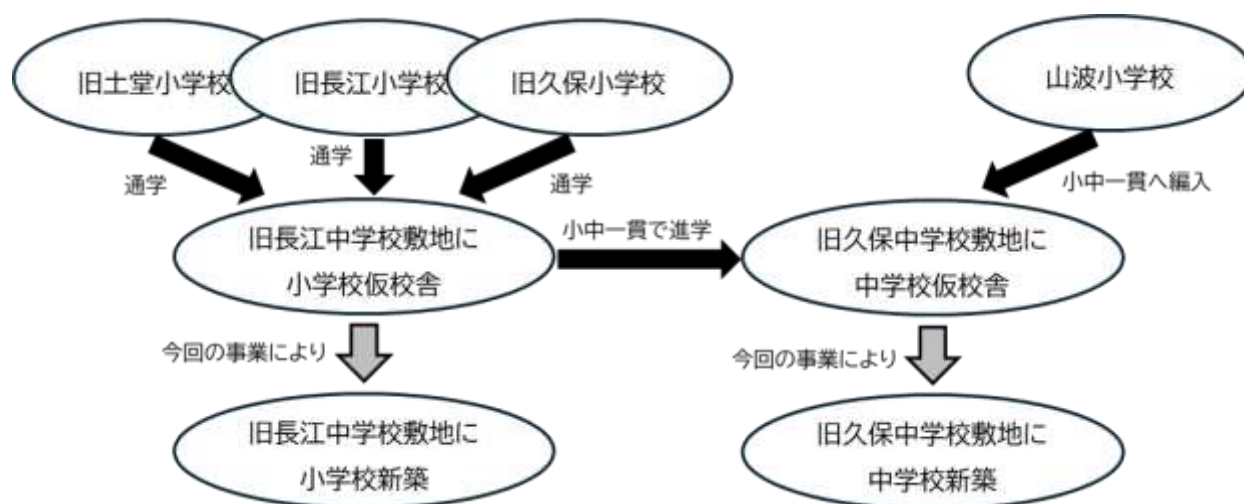 旧土堂小学校
旧長江小学校
旧久保小学校
山波小学校
通学
通学
通学
小中一貫へ編入
旧長江中学校敷地に
小学校仮校舎
小中一貫で進学
旧久保中学校敷地に
中学校仮校舎
今回の事業により
今回の事業により
旧長江中学校敷地に
小学校新築
旧久保中学校敷地に
中学校新築